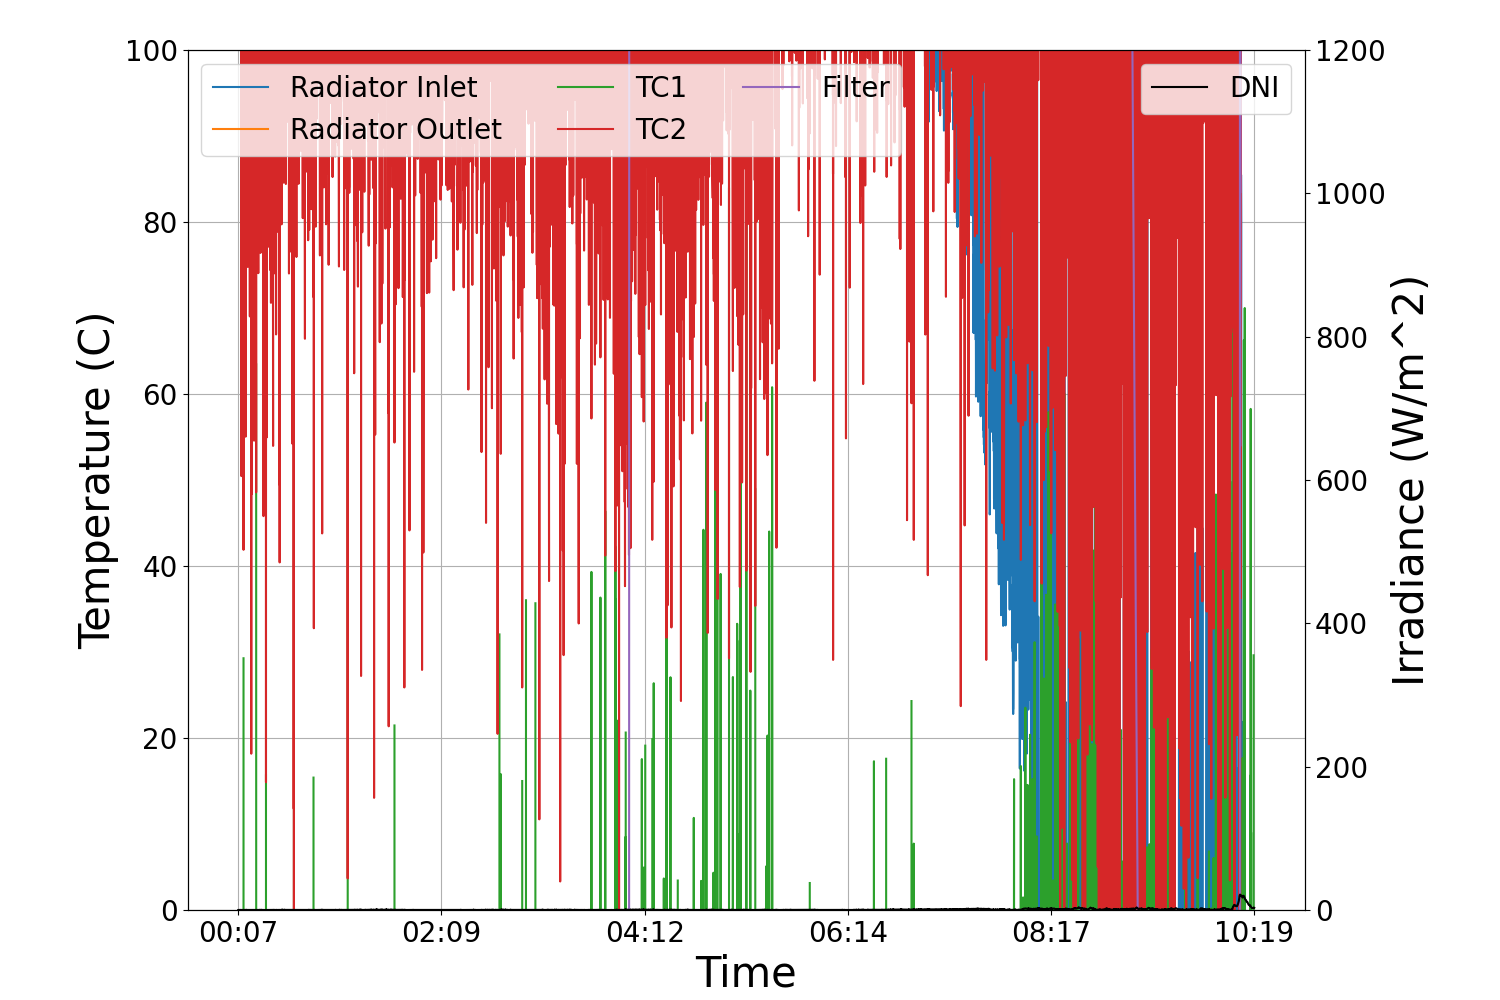 100
80
60
40
20
0
Temperature (C)
Radiator Inlet
Radiator Outlet
TC1
TC2
Filter
DNI
1200
1000
800
600
400
200
0
Irradiance (W/m^2)
00:07 02:09 04:12 06:14 08:17 10:19
Time